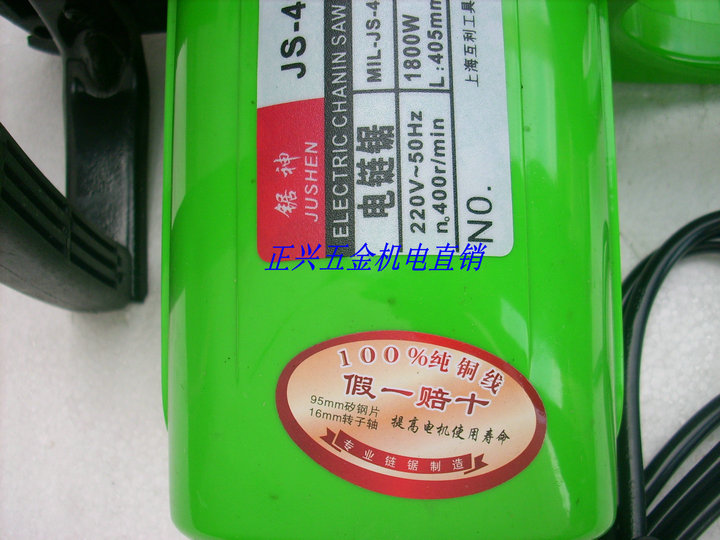 锯神
JUSHEN
JS-4
ELECTRIC CHANIN SAW
电链锯
MIL-JS-4
220V~50Hz
1800W
n。400r/min
L:405mm
NO.
上海互利工具
正兴五金机电直销
100%纯铜线
假一赔十
95mm矽钢片
16mm转子轴
提高电机使用寿命
专业链锯制造